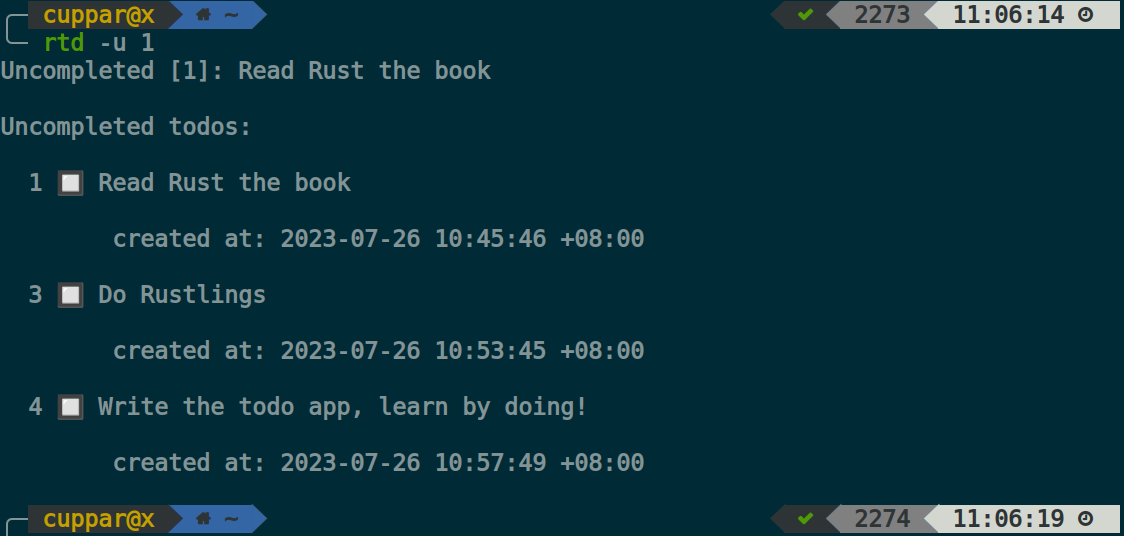 cuppar@x ~ ✔ 2273 11:06:14
rtd -u 1
Uncompleted [1]: Read Rust the book
Uncompleted todos:
1 Read Rust the book
created at: 2023-07-26 10:45:46 +08:00
3 Do Rustlings
created at: 2023-07-26 10:53:45 +08:00
4 Write the todo app, learn by doing!
created at: 2023-07-26 10:57:49 +08:00
cuppar@x ~ ✔ 2274 11:06:19